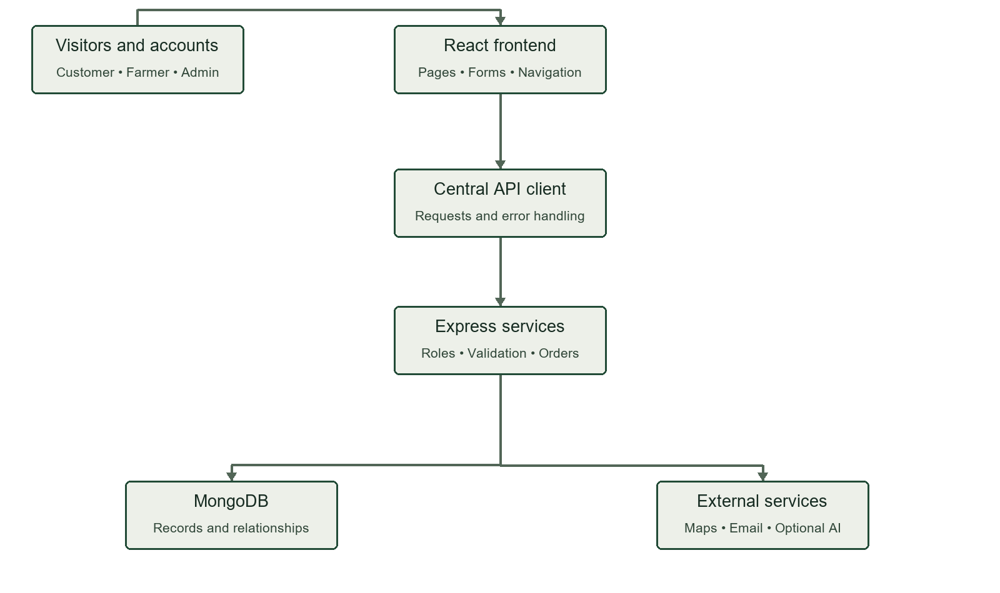 Visitors and accounts
Customer • Farmer • Admin
React frontend
Pages • Forms • Navigation
Central API client
Requests and error handling
Express services
Roles • Validation • Orders
MongoDB
Records and relationships
External services
Maps • Email • Optional AI